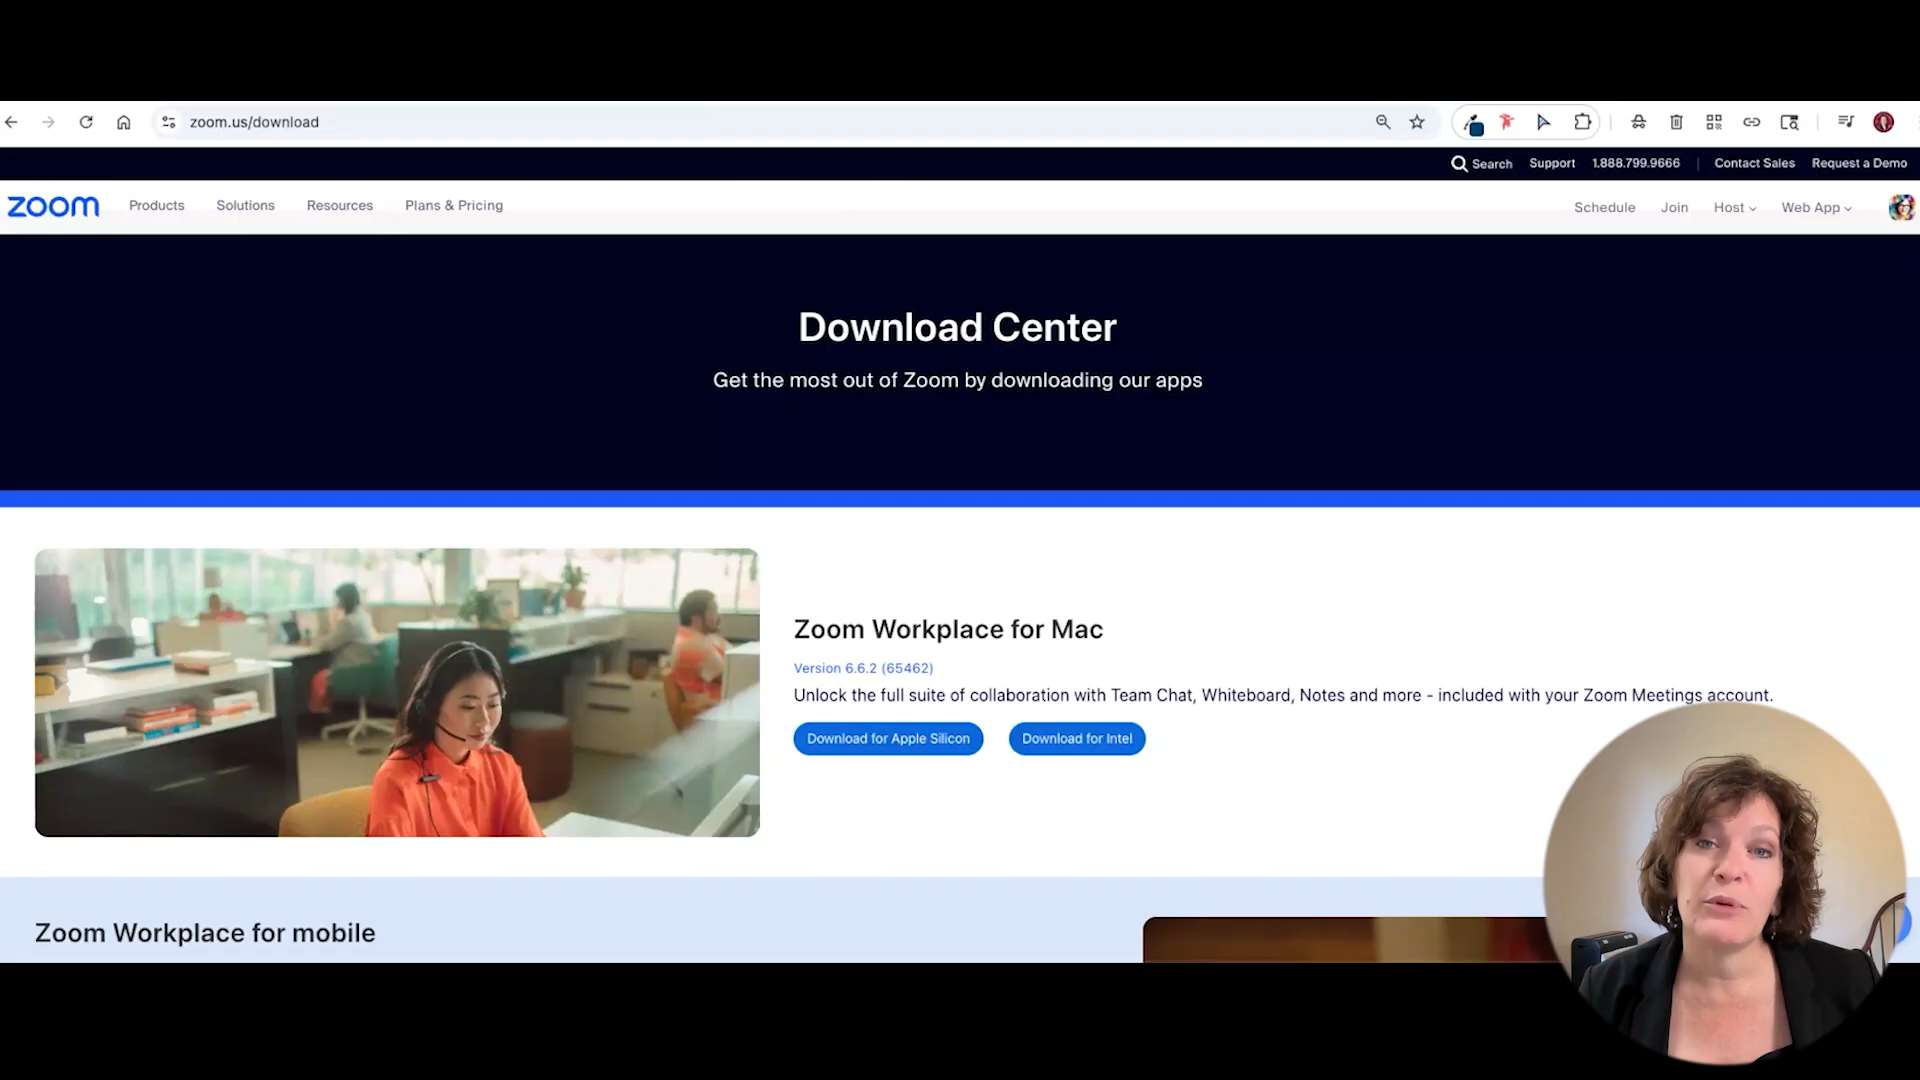 zoom.us/download
Search Support 1.888.799.9666 | Contact Sales Request a Demo
zoom Products Solutions Resources Plans & Pricing Schedule Join Host Web App
Download Center
Get the most out of Zoom by downloading our apps
Zoom Workplace for Mac
Version 6.6.2 (65462)
Unlock the full suite of collaboration with Team Chat, Whiteboard, Notes and more - included with your Zoom Meetings account.
Download for Apple Silicon Download for Intel
Zoom Workplace for mobile